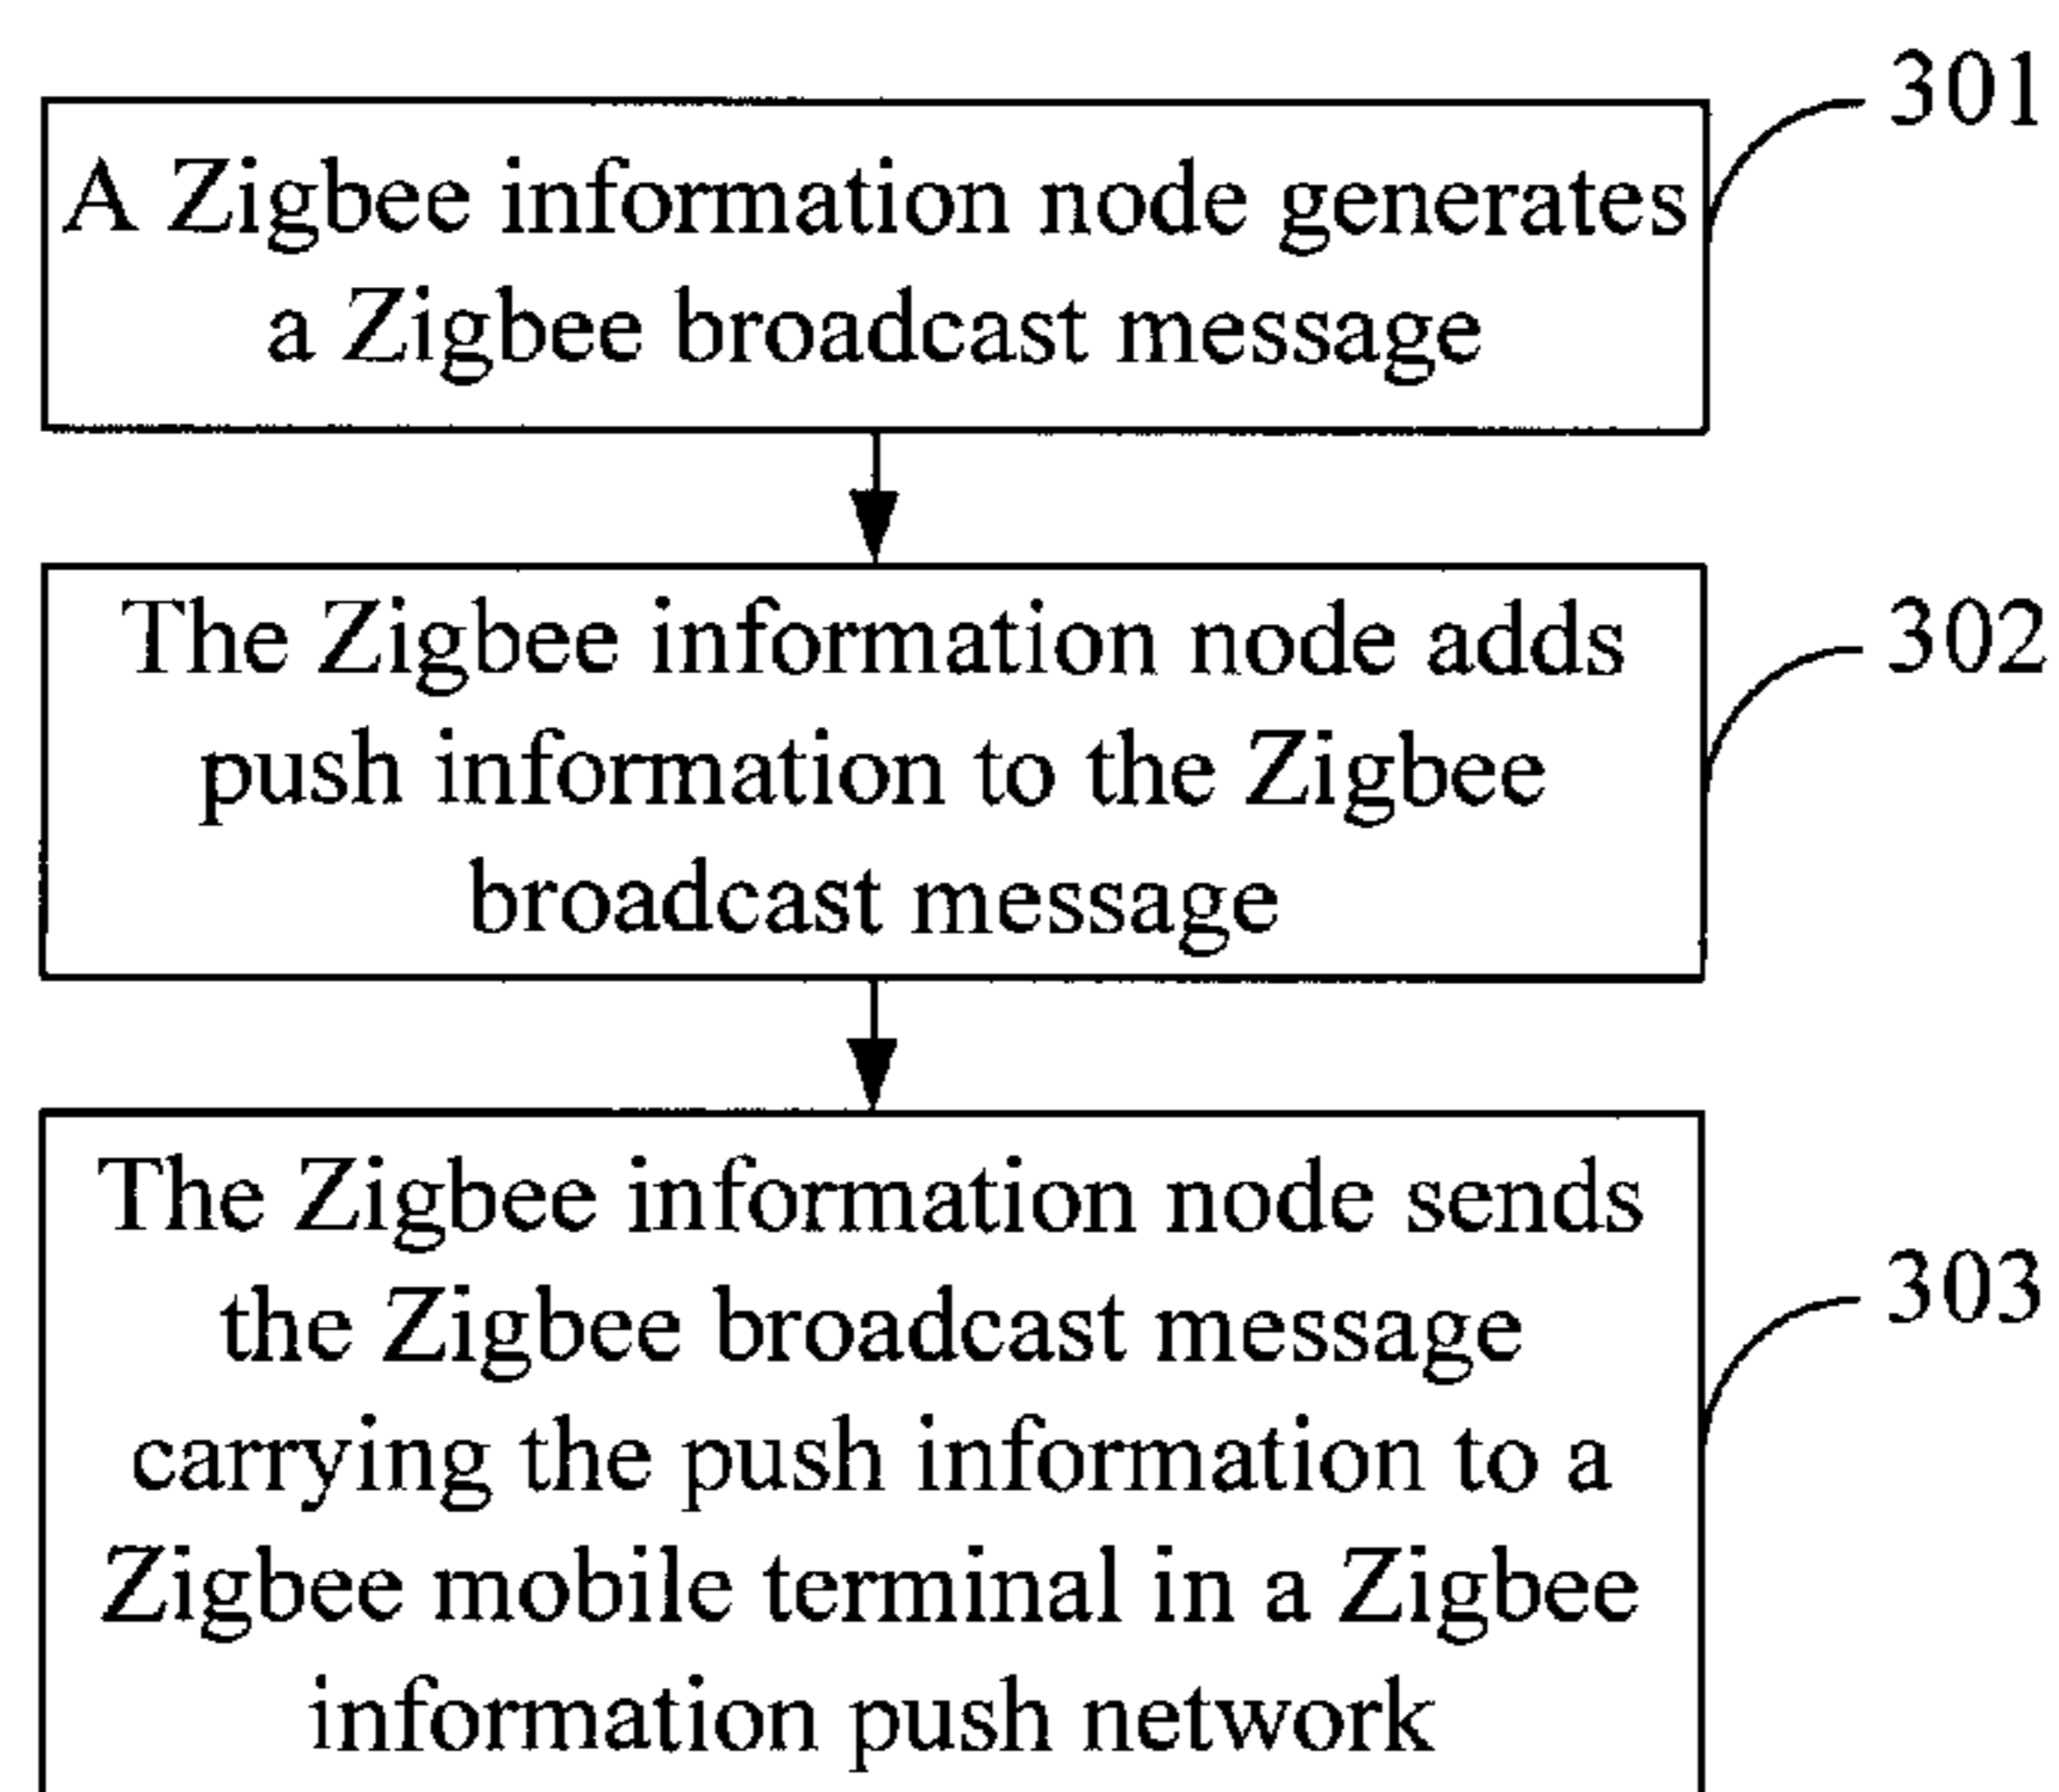 301
A Zigbee information node generates
a Zigbee broadcast message
302
The Zigbee information node adds
push information to the Zigbee
broadcast message
303
The Zigbee information node sends
the Zigbee broadcast message
carrying the push information to a
Zigbee mobile terminal in a Zigbee
information push network